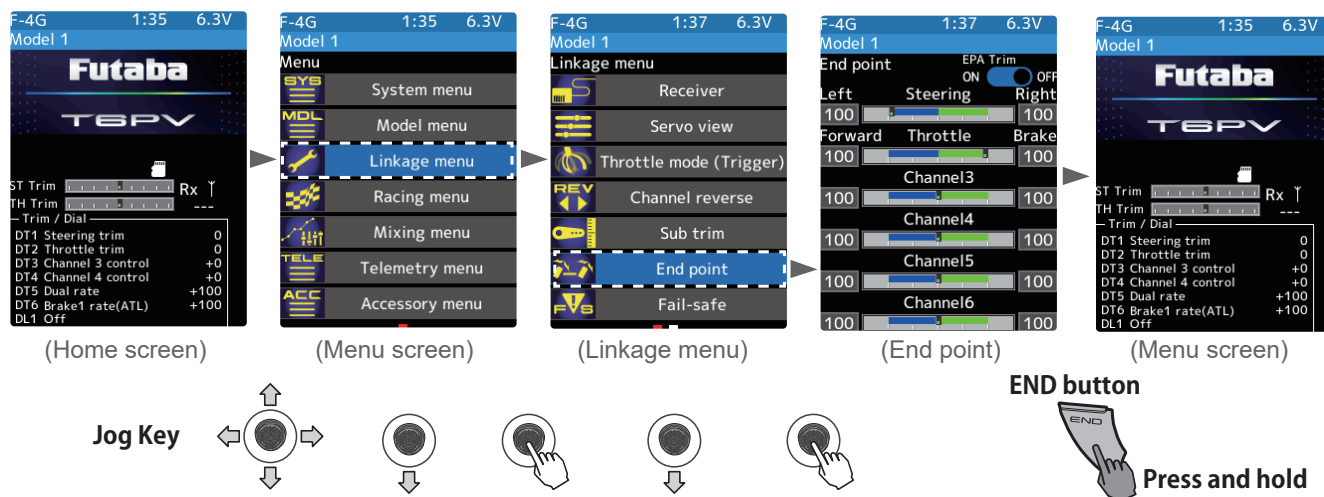 F-4G 1:35 6.3V
Model 1
Futaba
T6PV
ST Trim Rx
TH Trim ---
Trim / Dial
DT1 Steering trim 0
DT2 Throttle trim 0
DT3 Channel 3 control +0
DT4 Channel 4 control +0
DT5 Dual rate +100
DT6 Brake1 rate(ATL) +100
DL1 Off
(Home screen)
F-4G 1:35 6.3V
Model 1
Menu
SYS System menu
MDL Model menu
Linkage menu
Racing menu
Mixing menu
TELE Telemetry menu
ACC Accessory menu
(Menu screen)
F-4G 1:37 6.3V
Model 1
Linkage menu
Receiver
Servo view
Throttle mode (Trigger)
REV Channel reverse
Sub trim
End point
F/S Fail-safe
(Linkage menu)
F-4G 1:37 6.3V
Model 1
End point EPA Trim
ON OFF
Left Steering Right
100 100
Forward Throttle Brake
100 100
Channel3
100 100
Channel4
100 100
Channel5
100 100
Channel6
100 100
(End point)
F-4G 1:35 6.3V
Model 1
Futaba
T6PV
ST Trim Rx
TH Trim ---
Trim / Dial
DT1 Steering trim 0
DT2 Throttle trim 0
DT3 Channel 3 control +0
DT4 Channel 4 control +0
DT5 Dual rate +100
DT6 Brake1 rate(ATL) +100
DL1 Off
(Menu screen)
Jog Key
END button
END
Press and hold